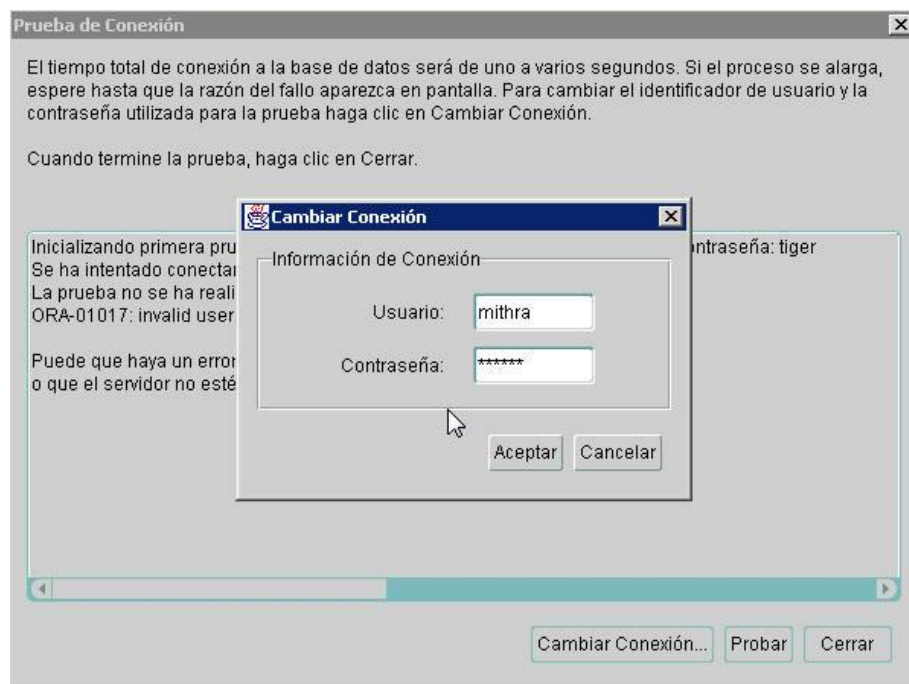 Prueba de Conexión
El tiempo total de conexión a la base de datos será de uno a varios segundos. Si el proceso se alarga,
espere hasta que la razón del fallo aparezca en pantalla. Para cambiar el identificador de usuario y la
contraseña utilizada para la prueba haga clic en Cambiar Conexión.
Cuando termine la prueba, haga clic en Cerrar.
Cambiar Conexión
Inicializando primera pru
ntraseña: tiger
Información de Conexión
Se ha intentado conectar
La prueba no se ha reali
ORA-01017: invalid user
Usuario: mithra
Puede que haya un error
Contraseña: ******
o que el servidor no esté
Aceptar Cancelar
Cambiar Conexión... Probar Cerrar